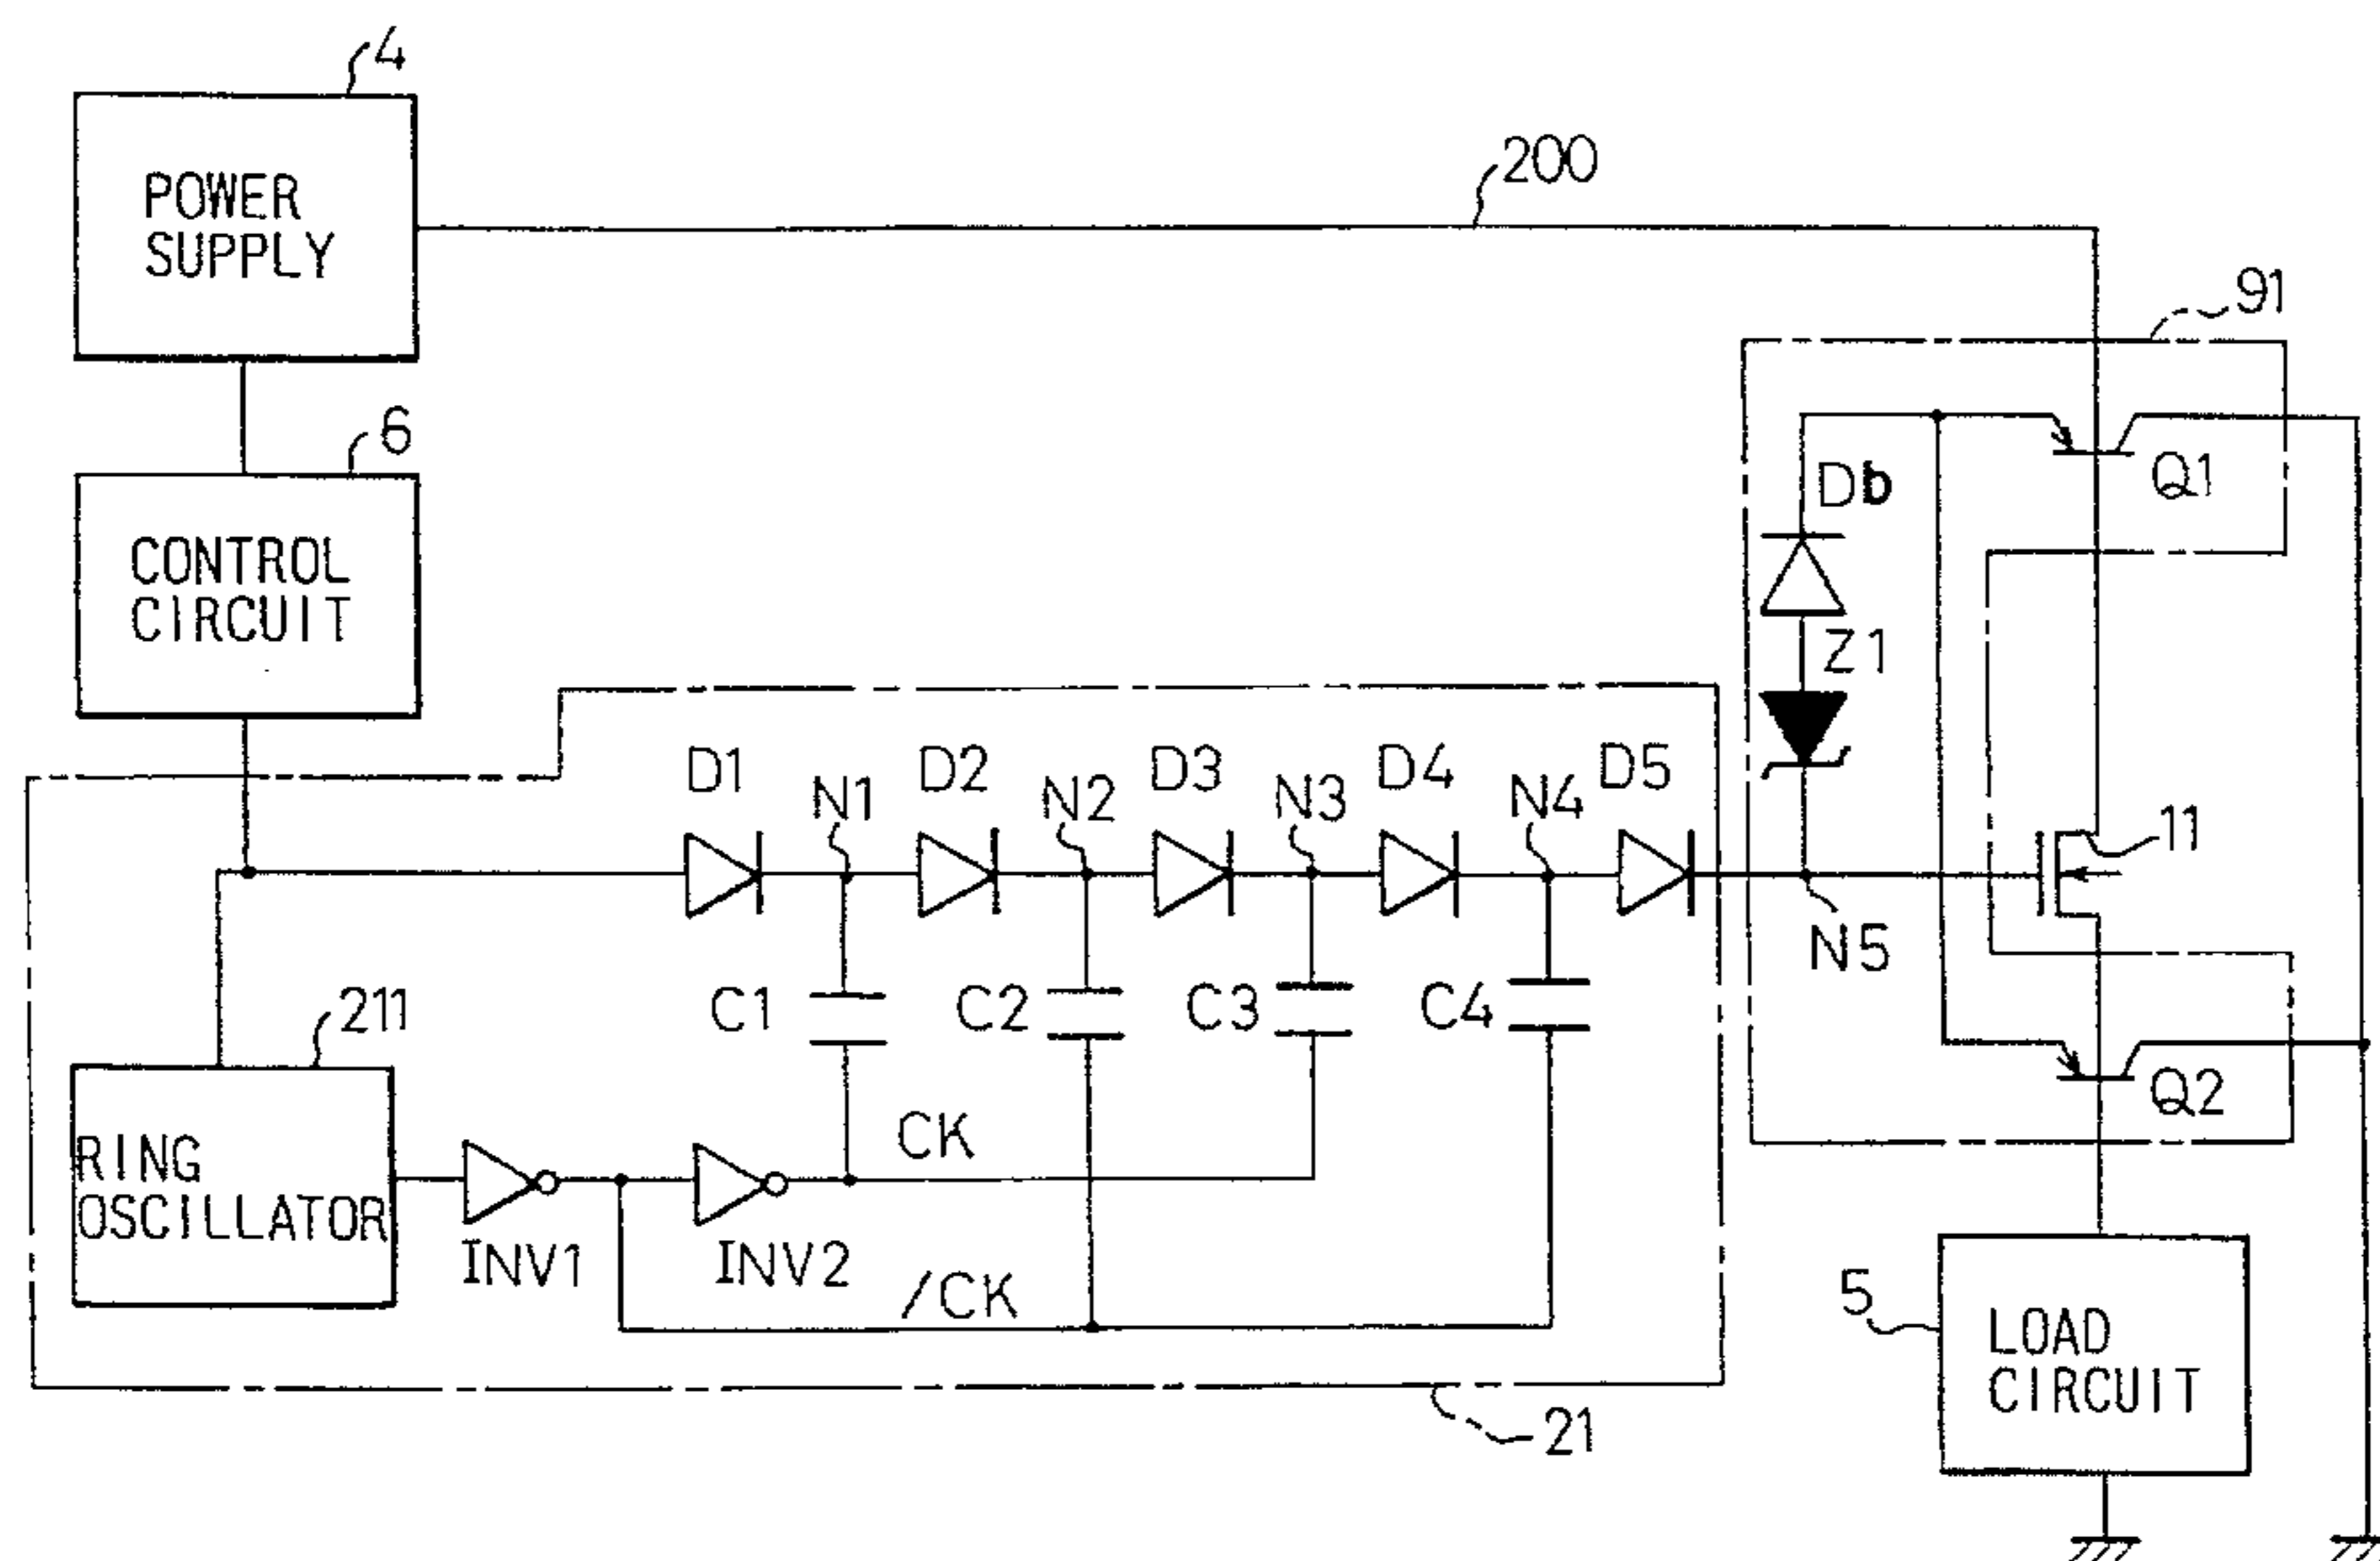 4
POWER
SUPPLY
200
91
6
CONTROL
CIRCUIT
Db
Q1
Z1
D1
N1
D2
N2
D3
N3
D4
N4
D5
11
N5
C1
C2
C3
C4
211
RING
OSCILLATOR
INV1
INV2
CK
/CK
Q2
5
LOAD
CIRCUIT
21